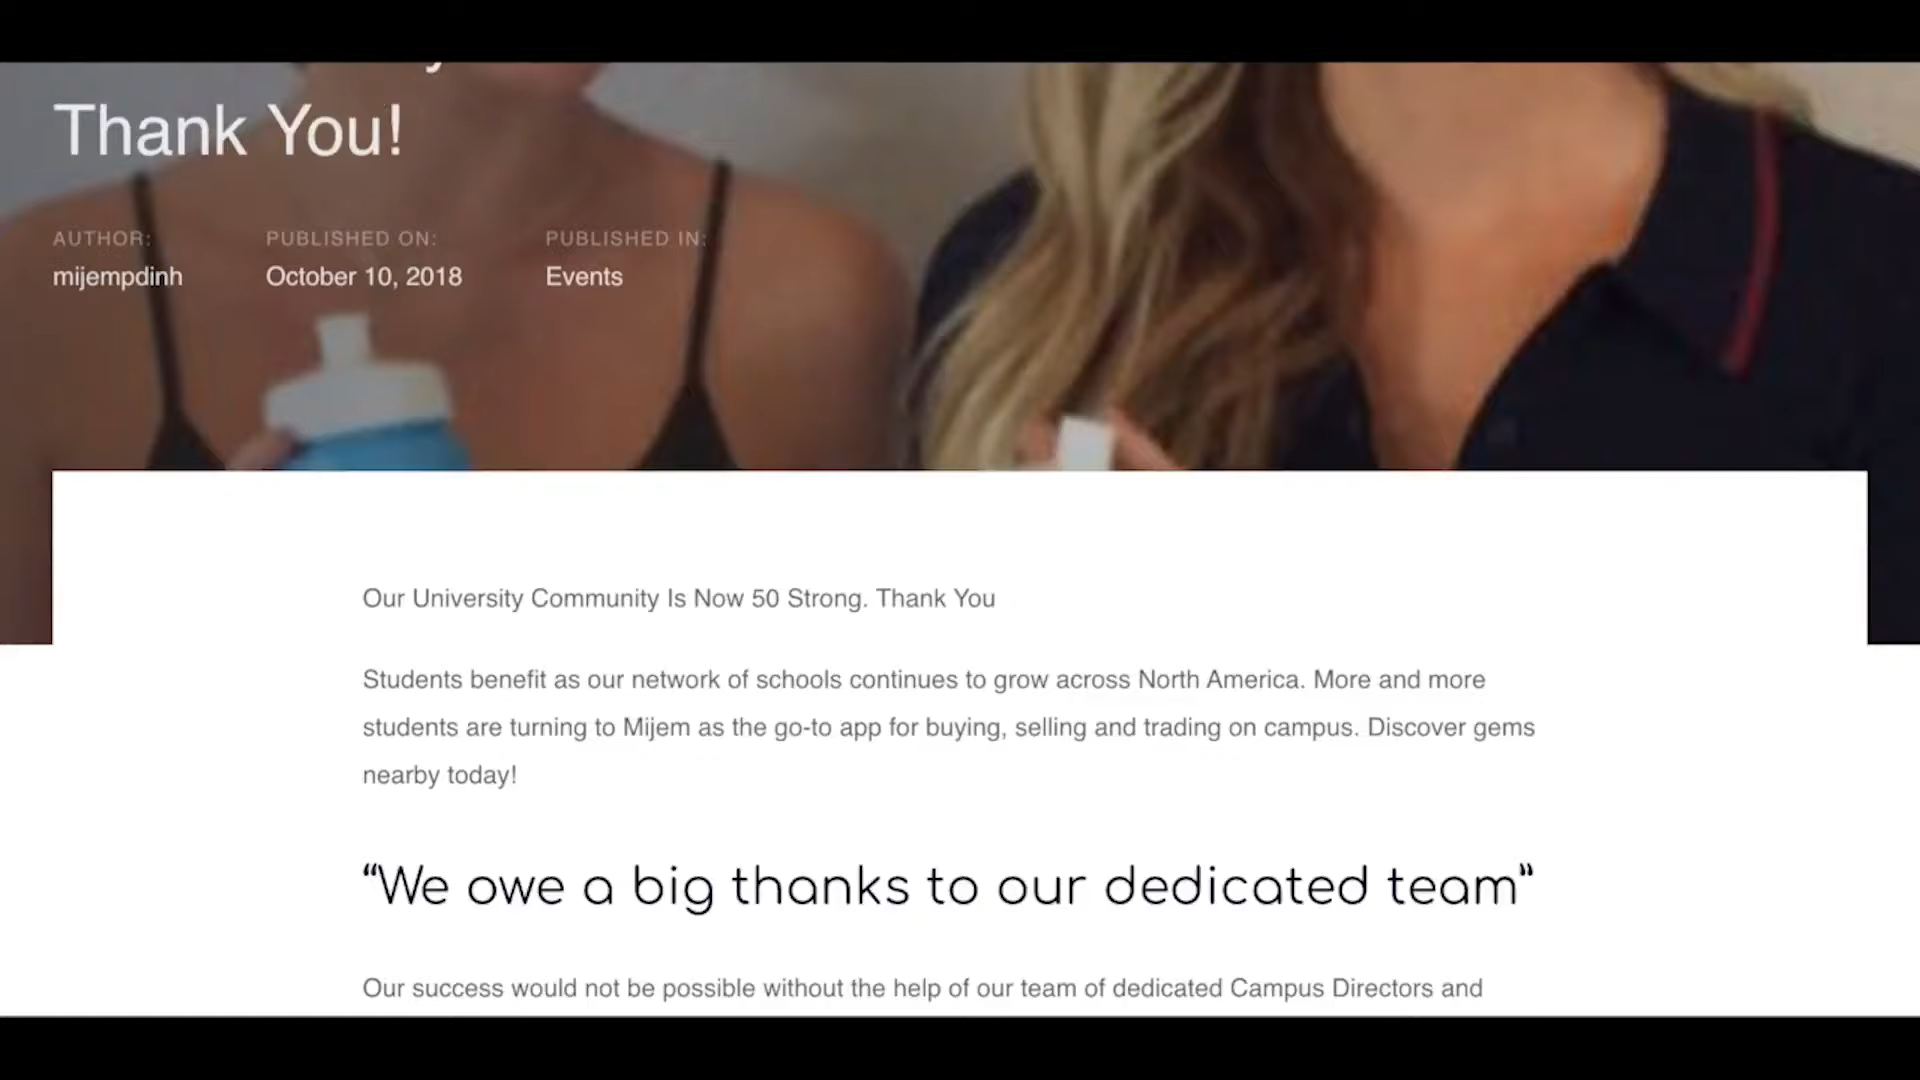 Thank You!
AUTHOR: PUBLISHED ON: PUBLISHED IN:
mijempdinh October 10, 2018 Events
Our University Community Is Now 50 Strong. Thank You
Students benefit as our network of schools continues to grow across North America. More and more
students are turning to Mijem as the go-to app for buying, selling and trading on campus. Discover gems
nearby today!
“We owe a big thanks to our dedicated team”
Our success would not be possible without the help of our team of dedicated Campus Directors and